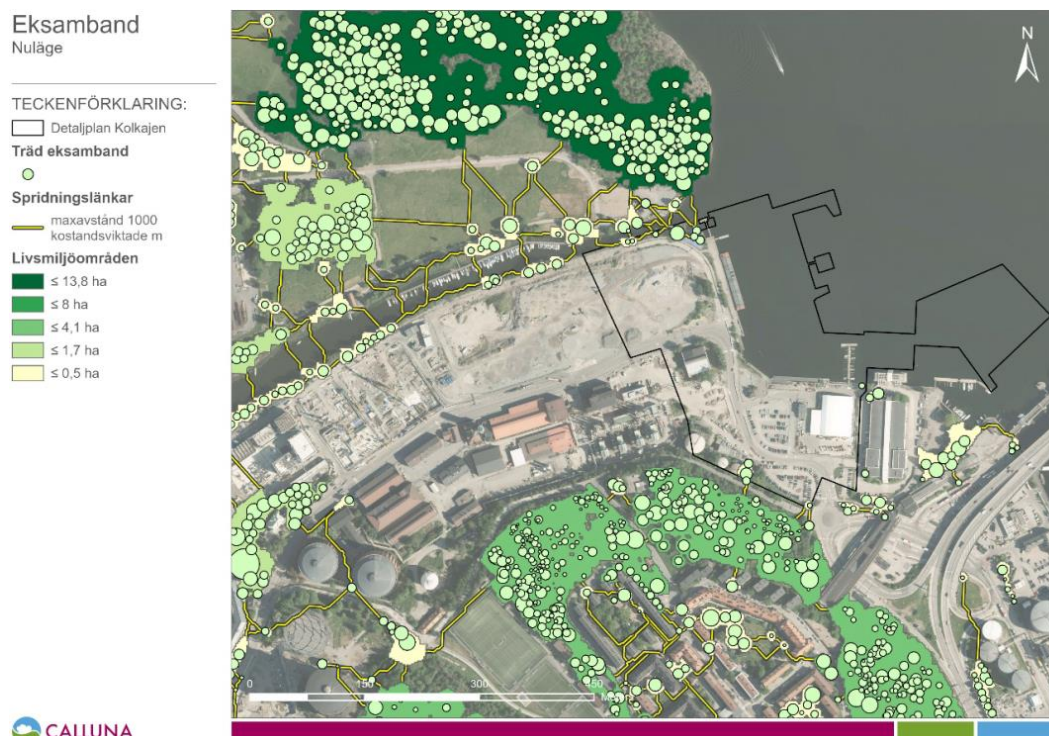 Eksamband
Nuläge
TECKENFÖRKLARING:
Detaljplan Kolkajen
Träd eksamband
Spridningslänkar
maxavstånd 1000
kostandsviktade m
Livsmiljöområden
≤ 13,8 ha
≤ 8 ha
≤ 4,1 ha
≤ 1,7 ha
≤ 0,5 ha
N
0
300
CALLUNA